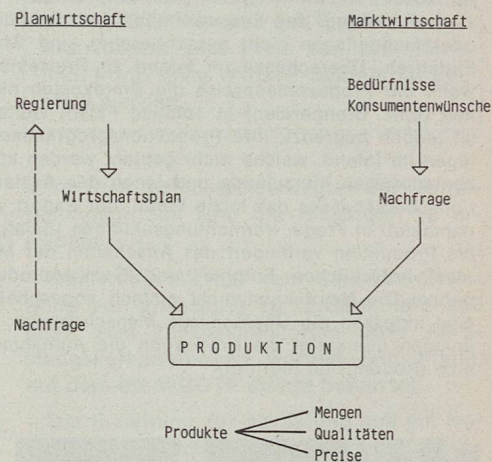 Planwirtschaft
Marktwirtschaft
Regierung
Bedürfnisse
Konsumentenwünsche
Wirtschaftsplan
Nachfrage
Nachfrage
PRODUKTION
Produkte
Mengen
Qualitäten
Preise